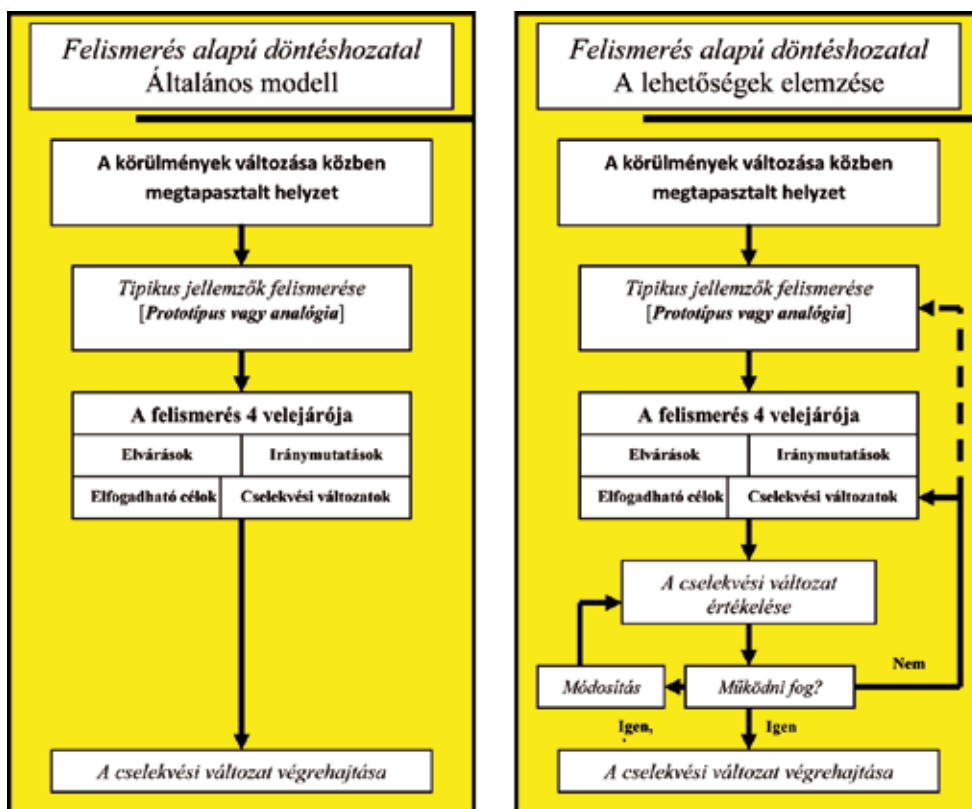 Felismerés alapú döntéshozatal
Általános modell
A körülmények változása közben
megtapasztalt helyzet
Tipikus jellemzők felismerése
[Prototípus vagy analógia]
A felismerés 4 velejárója
Elvárások
Iránymutatások
Elfogadható célok
Cselekvési változatok
A cselekvési változat végrehajtása
Felismerés alapú döntéshozatal
A lehetőségek elemzése
A körülmények változása közben
megtapasztalt helyzet
Tipikus jellemzők felismerése
[Prototípus vagy analógia]
A felismerés 4 velejárója
Elvárások
Iránymutatások
Elfogadható célok
Cselekvési változatok
A cselekvési változat
értékelése
Nem
Módosítás
Működni fog?
Igen,
Igen
A cselekvési változat végrehajtása